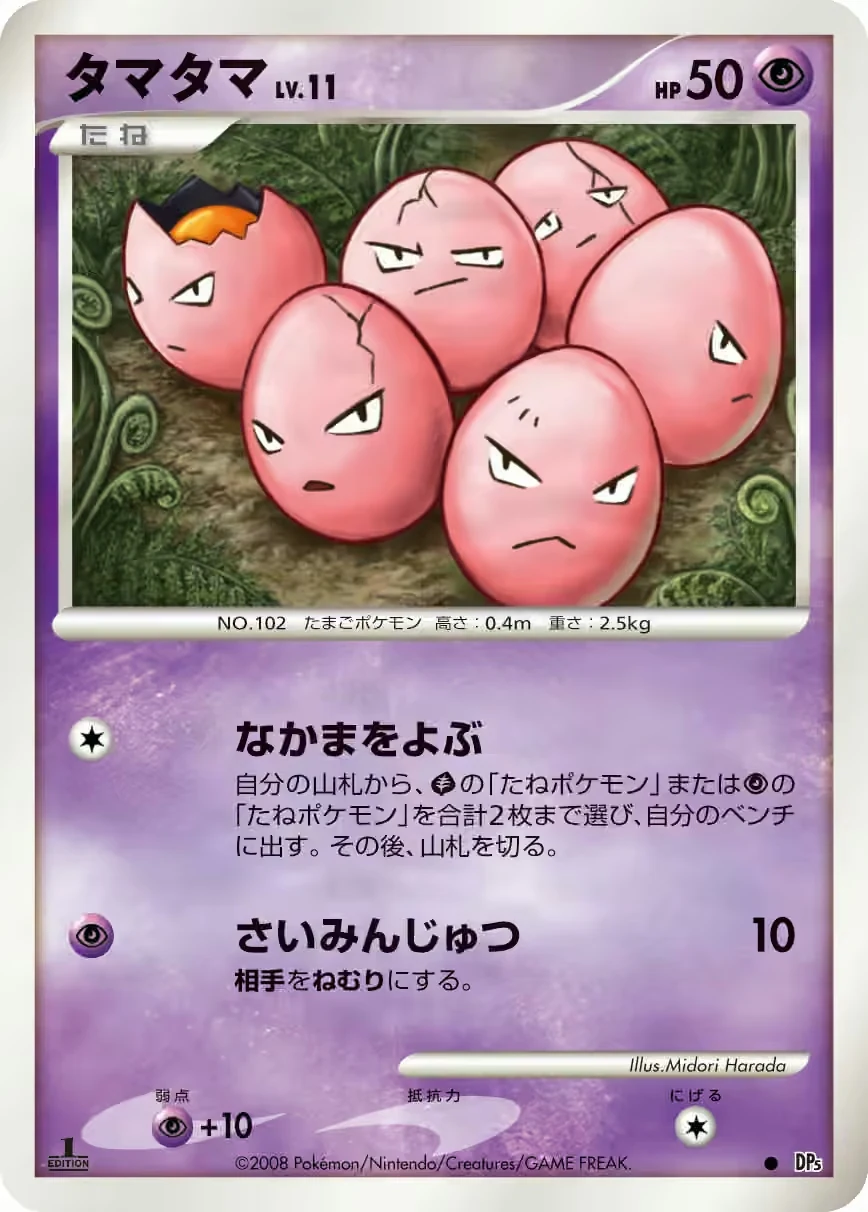 タマタマ LV.11 HP 50
たね
NO.102 たまごポケモン 高さ:0.4m 重さ:2.5kg
なかまをよぶ
自分の山札から、の「たねポケモン」またはの
「たねポケモン」を合計2枚まで選び、自分のベンチ
に出す。その後、山札を切る。
さいみんじゅつ 10
相手をねむりにする。
Illus.Midori Harada
弱点 抵抗力 にげる
+10
1 EDITION
©2008 Pokémon/Nintendo/Creatures/GAME FREAK.
● DP5